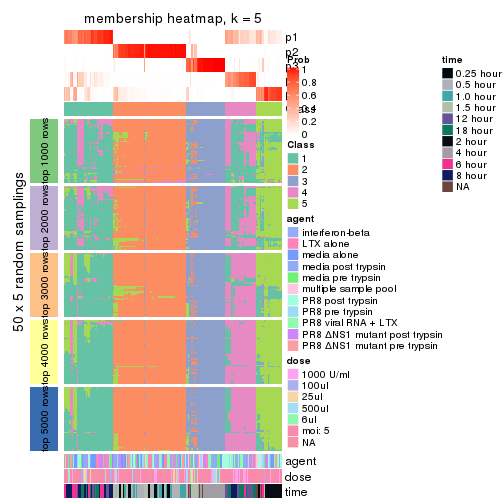 membership heatmap, k = 5
p1
p2
Prob
1
0.8
0.6
0.4
0.2
0
Class
1
2
3
4
5
agent
interferon-beta
LTX alone
media alone
media post trypsin
media pre trypsin
multiple sample pool
PR8 post trypsin
PR8 pre trypsin
PR8 viral RNA + LTX
PR8 ΔNS1 mutant post trypsin
PR8 ΔNS1 mutant pre trypsin
dose
1000 U/ml
100ul
25ul
500ul
6ul
moi: 5
NA
time
0.25 hour
0.5 hour
1.0 hour
1.5 hour
12 hour
18 hour
2 hour
4 hour
6 hour
8 hour
NA
50 x 5 random samplings
top 1000 rows
top 2000 rows
top 3000 rows
top 4000 rows
top 5000 rows
agent
dose
time